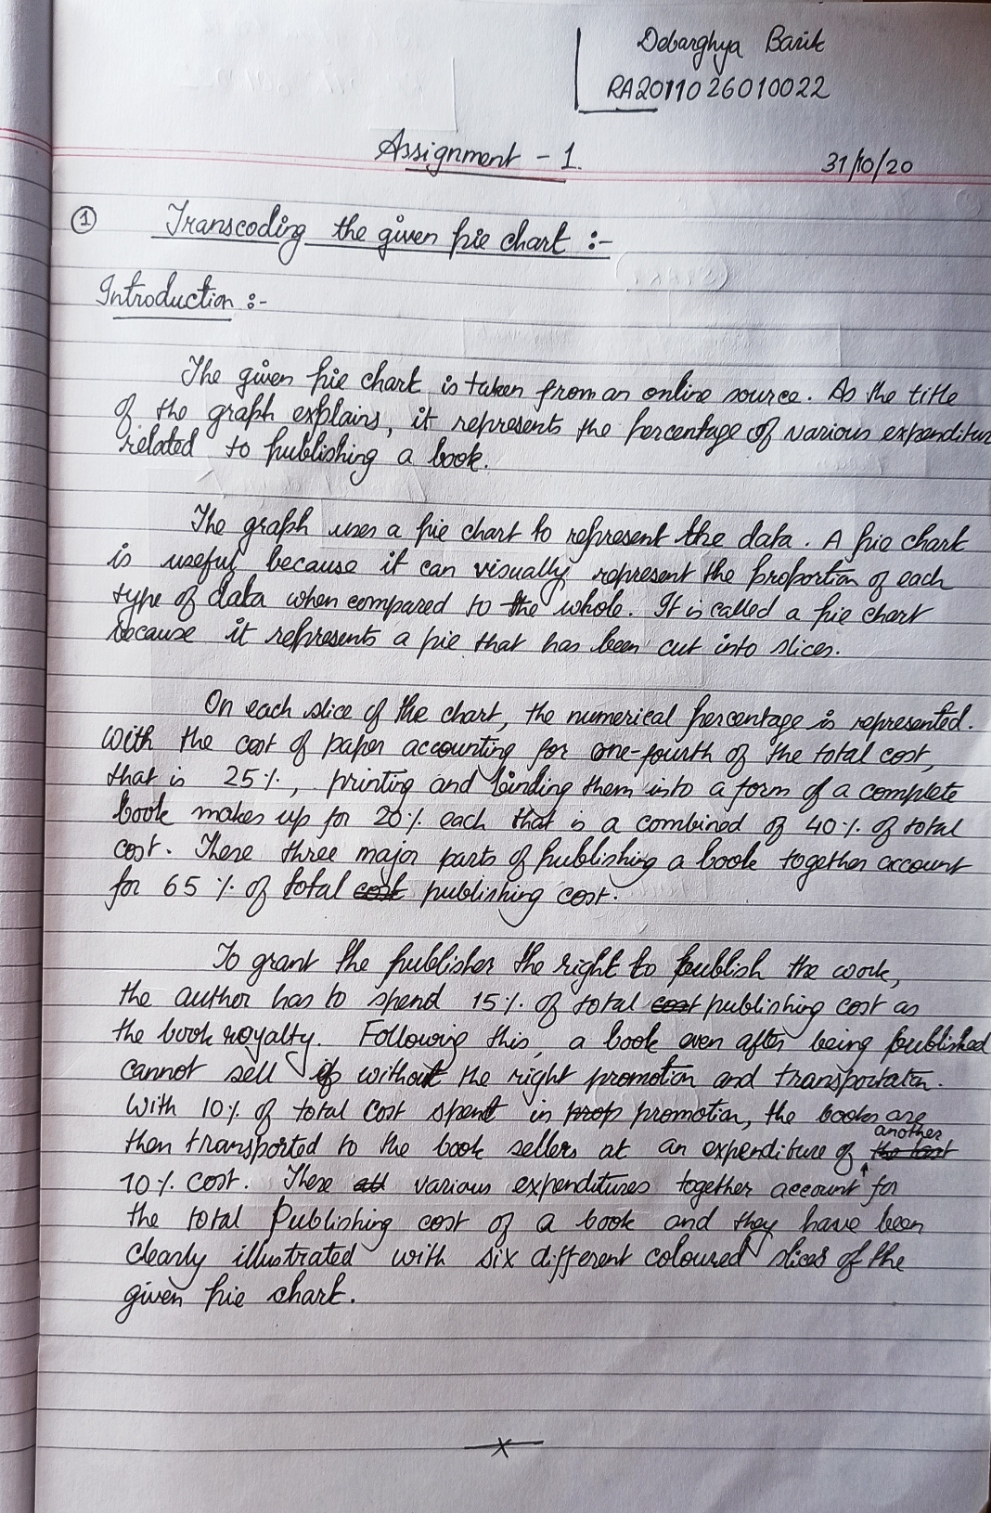 Debarghya Barik
RA2011026010022
Assignment - 1.
31/10/20
1 Transcoding the given pie chart :-
Introduction :-
The given pie chart is taken from an online source. As the title
of the graph explains, it represents the percentage of various expenditur
related to publishing a book.
The graph uses a pie chart to represent the data. A pie chart
is useful because it can visually represent the proportion of each
type of data when compared to the whole. It is called a pie chart
because it represents a pie that has been cut into slices.
On each slice of the chart, the numerical percentage is represented.
With the cost of paper accounting for one-fourth of the total cost,
that is 25%, printing and binding them into a form of a complete
book makes up for 20% each that is a combined of 40% of total
cost. These three major parts of publishing a book together account
for 65% of total cost publishing cost.
To grant the publisher the right to publish the work,
the author has to spend 15% of total cost publishing cost as
the book royalty. Following this, a book even after being published
cannot sell if without the right promotion and transportaton.
With 10% of total cost spent in prop promotion, the books are
another
then transported to the book sellers at an expenditure of the last
10% cost. These all various expenditures together account for
the total publishing cost of a book and they have been
clearly illustrated with six different coloured slices of the
given pie chart.
x